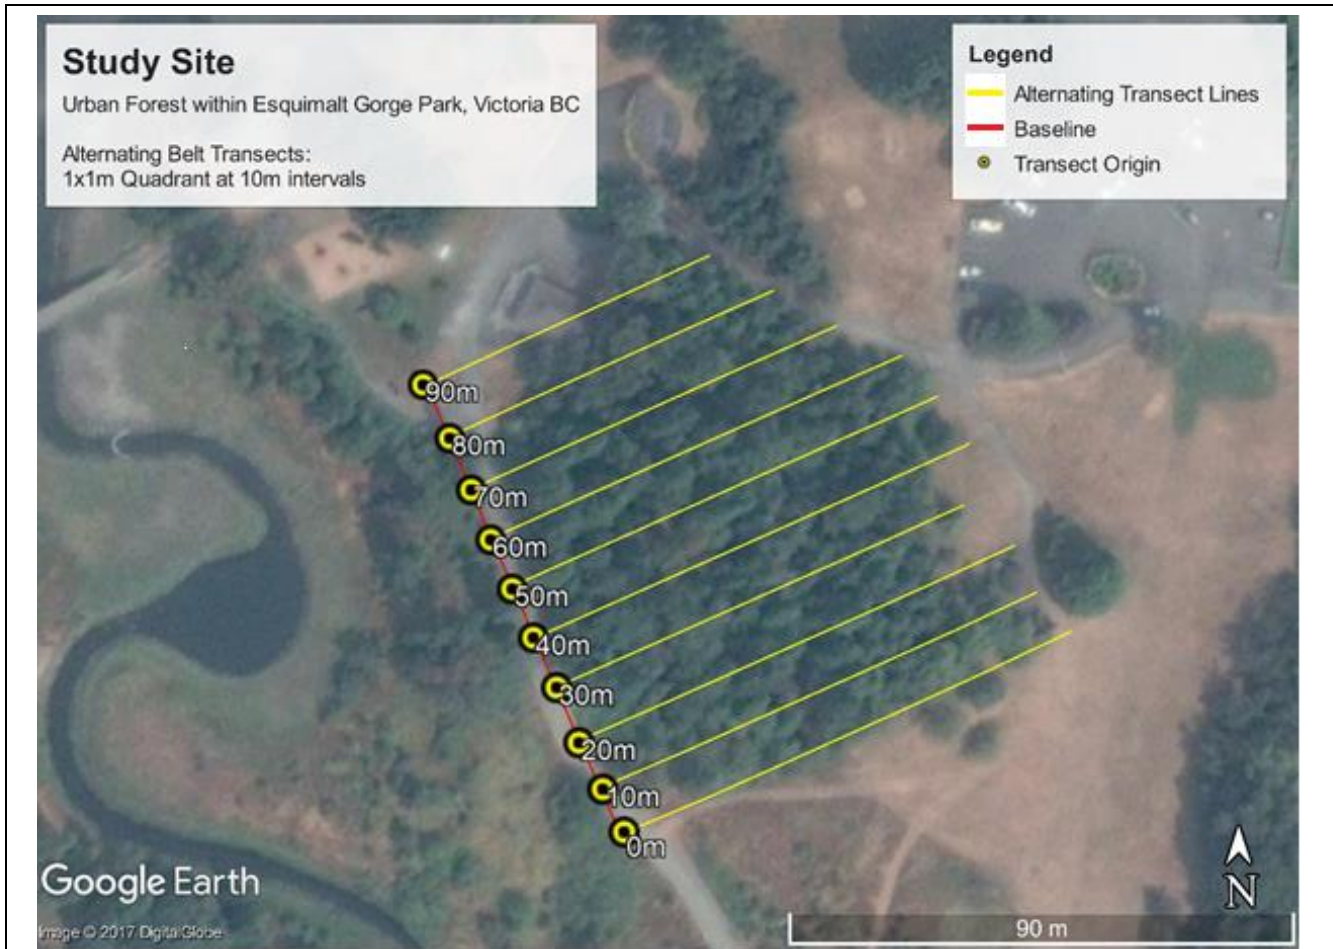 Study Site
Urban Forest within Esquimalt Gorge Park, Victoria BC
Alternating Belt Transects:
1x1m Quadrant at 10m intervals
Legend
Alternating Transect Lines
Baseline
Transect Origin
90m
80m
70m
60m
50m
40m
30m
20m
10m
0m
Google Earth
Image © 2017 DigitalGlobe
N
90 m